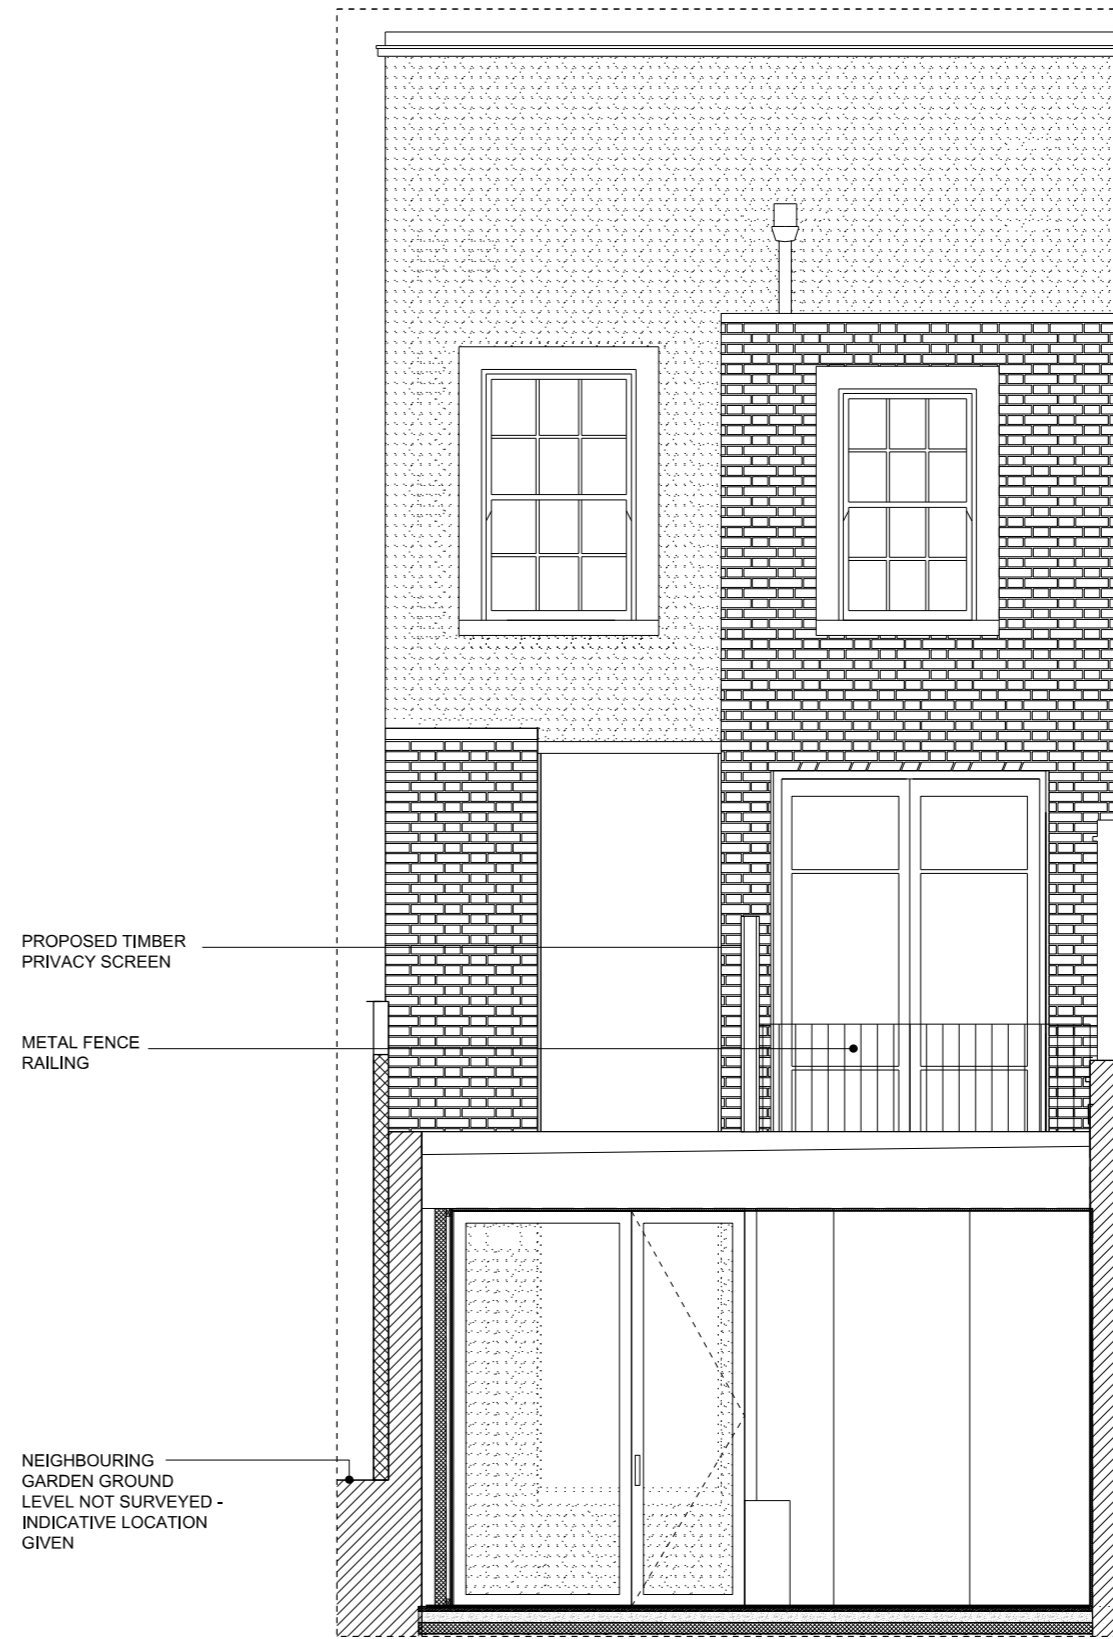 PROPOSED TIMBER
PRIVACY SCREEN
METAL FENCE
RAILING
NEIGHBOURING
GARDEN GROUND
LEVEL NOT SURVEYED -
INDICATIVE LOCATION
GIVEN